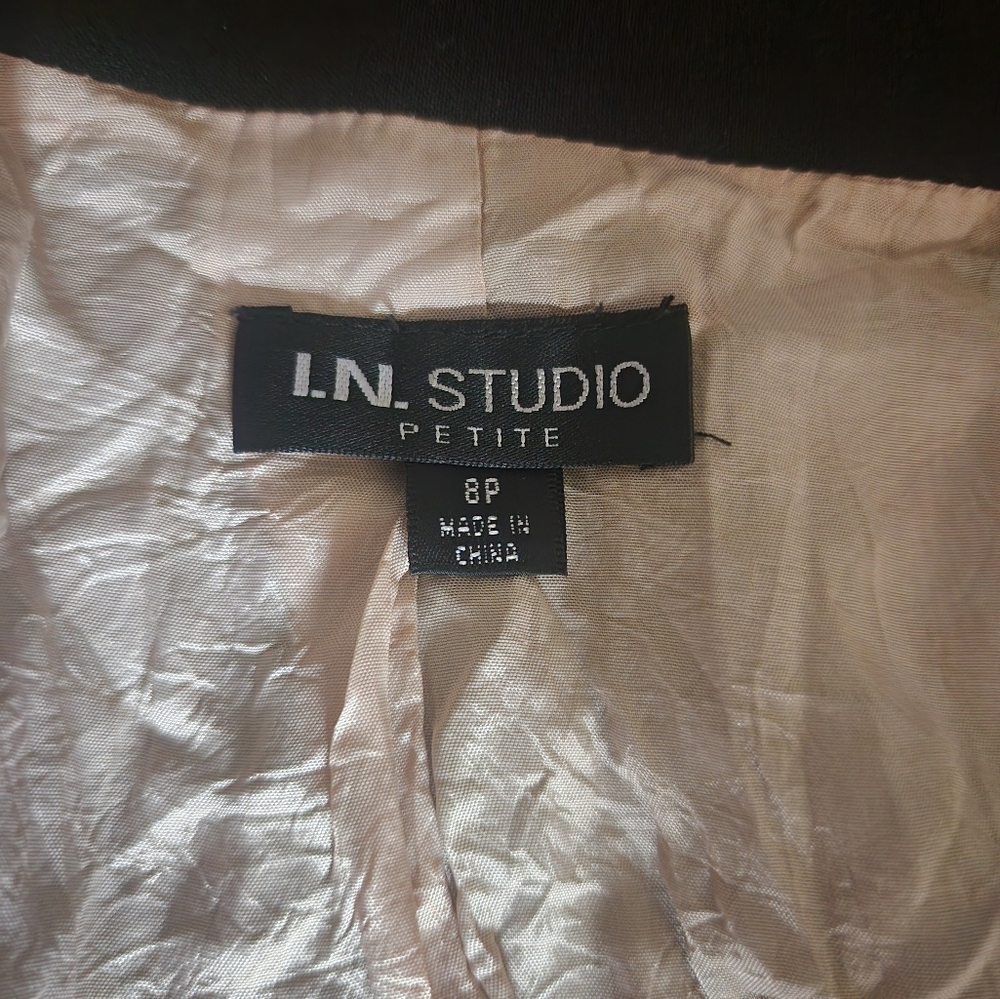 I.N. STUDIO
PETITE
8P
MADE IN
CHINA